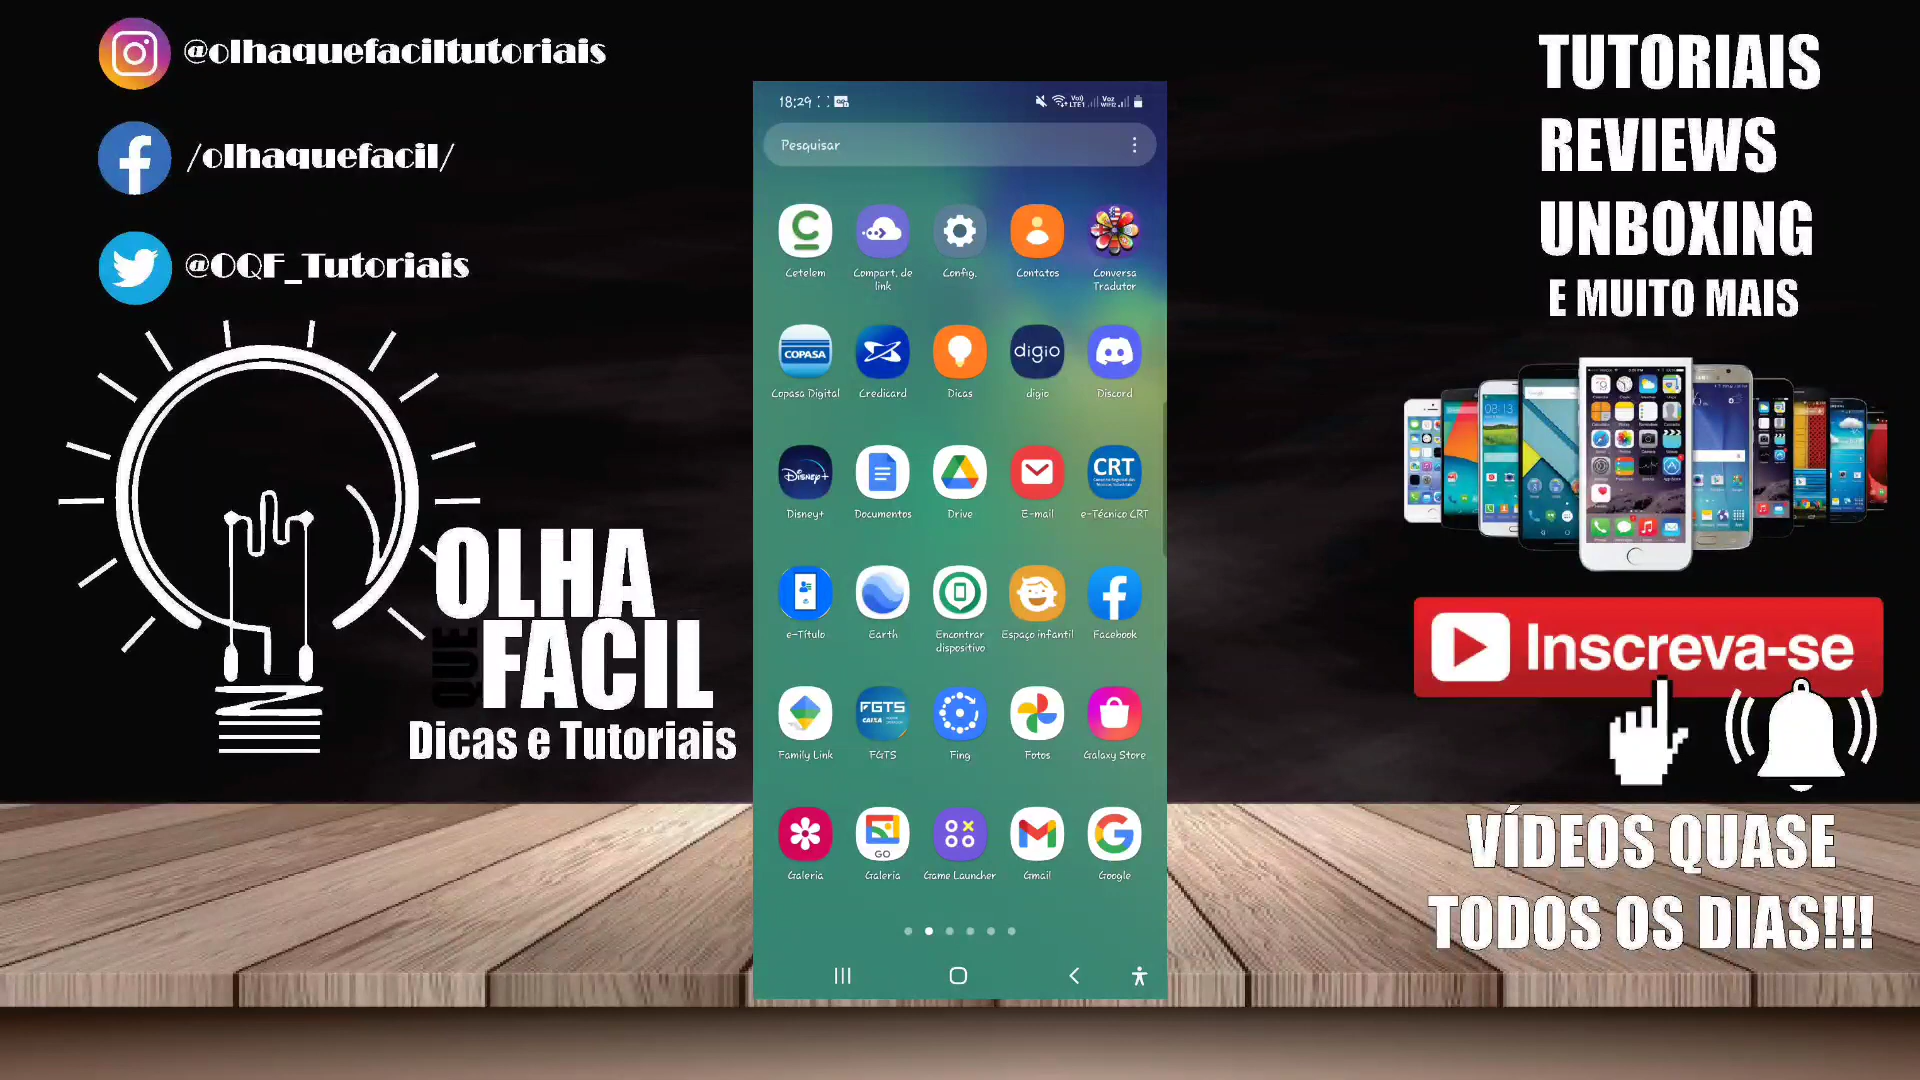 @olhaquefaciltutoriais
/olhaquefacil/
@OQF_Tutoriais
OLHA
QUE
FACIL
Dicas e Tutoriais
18:29
Pesquisar
Cetelem
Compart. de
link
Config.
Contatos
Conversa
Tradutor
COPASA
digio
Copasa Digital
Credicard
Dicas
digio
Discord
Disney+
CRT
Disney+
Documentos
Drive
E-mail
e-Técnico CRT
e-Título
Earth
Encontrar
dispositivo
Espaço infantil
Facebook
FGTS
CAIXA
Family Link
FGTS
Fing
Fotos
Galaxy Store
GO
Galeria
Galeria
Game Launcher
Gmail
Google
TUTORIAIS
REVIEWS
UNBOXING
E MUITO MAIS
Inscreva-se
VÍDEOS QUASE
TODOS OS DIAS!!!